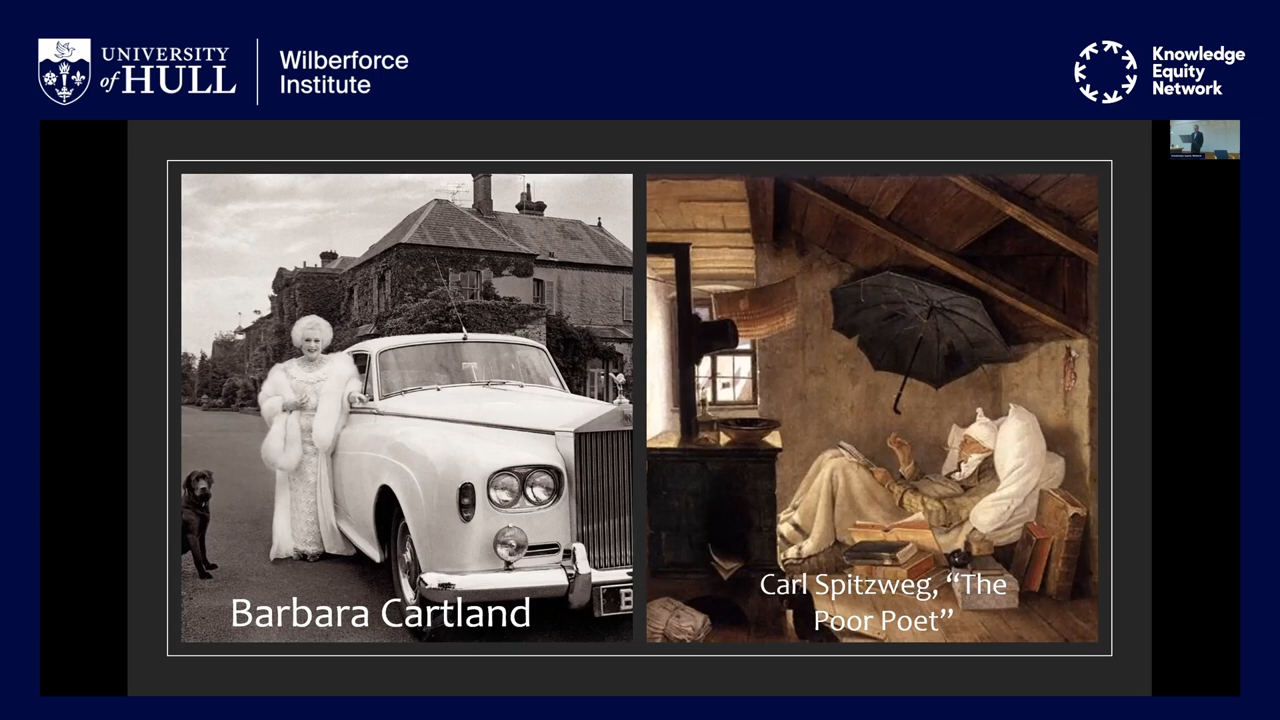 UNIVERSITY
of HULL
Wilberforce
Institute
Knowledge
Equity
Network
Barbara Cartland
Carl Spitzweg, “The
Poor Poet”